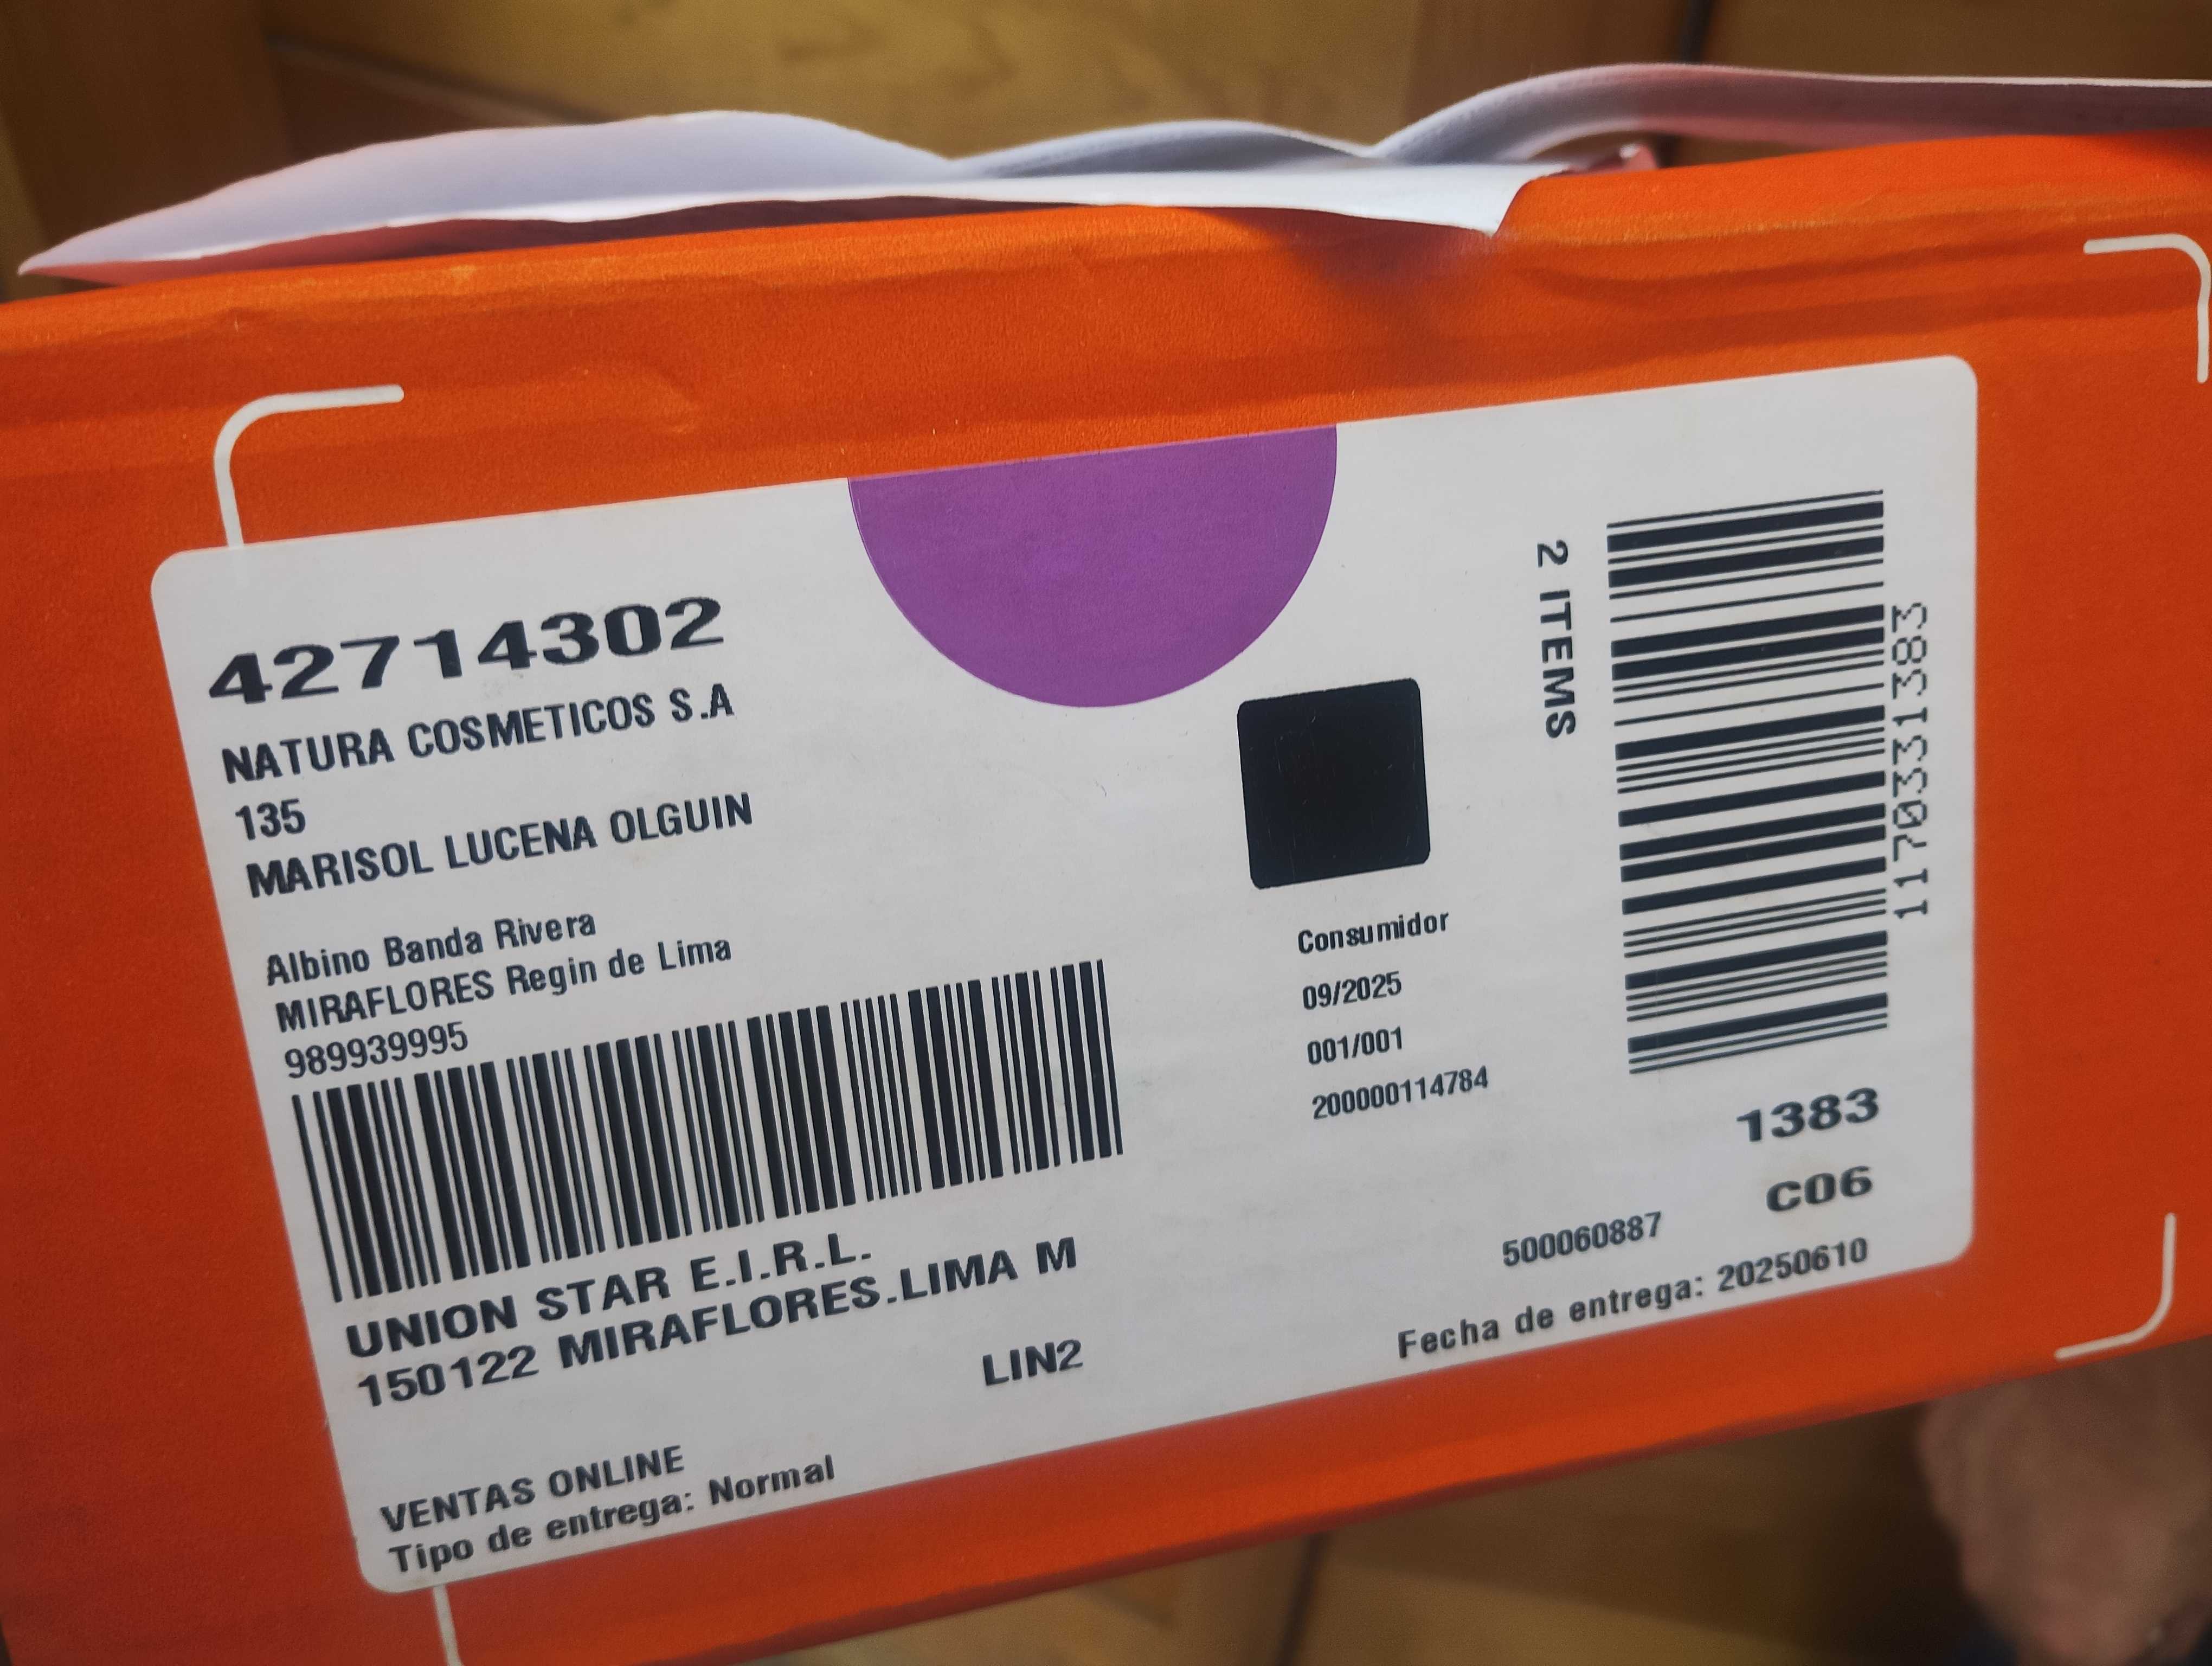 42714302
NATURA COSMETICOS S.A
135
MARISOL LUCENA OLGUIN
Albino Banda Rivera
MIRAFLORES Regin de Lima
989939995
UNION STAR E.I.R.L.
150122 MIRAFLORES.LIMA M
LIN2
VENTAS ONLINE
Tipo de entrega: Normal
Consumidor
09/2025
001/001
200000114784
2 ITEMS
1170331383
1383
C06
500060887
Fecha de entrega: 20250610